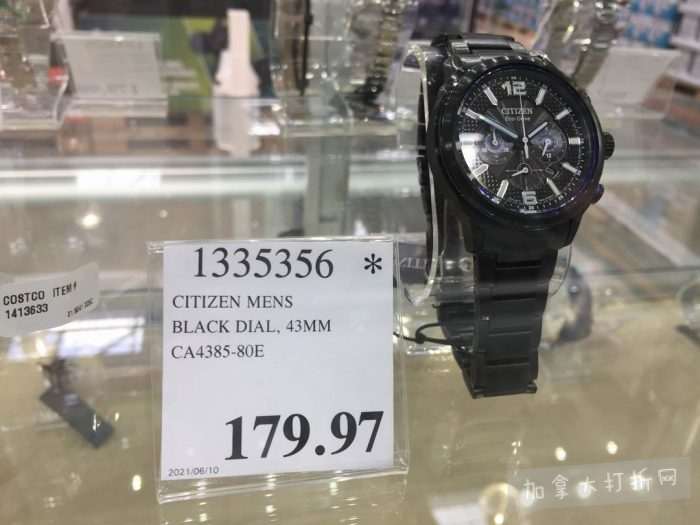 12
CITIZEN
Eco-Drive
6
1335356 *
CITIZEN MENS
BLACK DIAL, 43MM
CA4385-80E
179.97
2021/06/10
COSTCO ITEM#
1413633
加拿大打折网